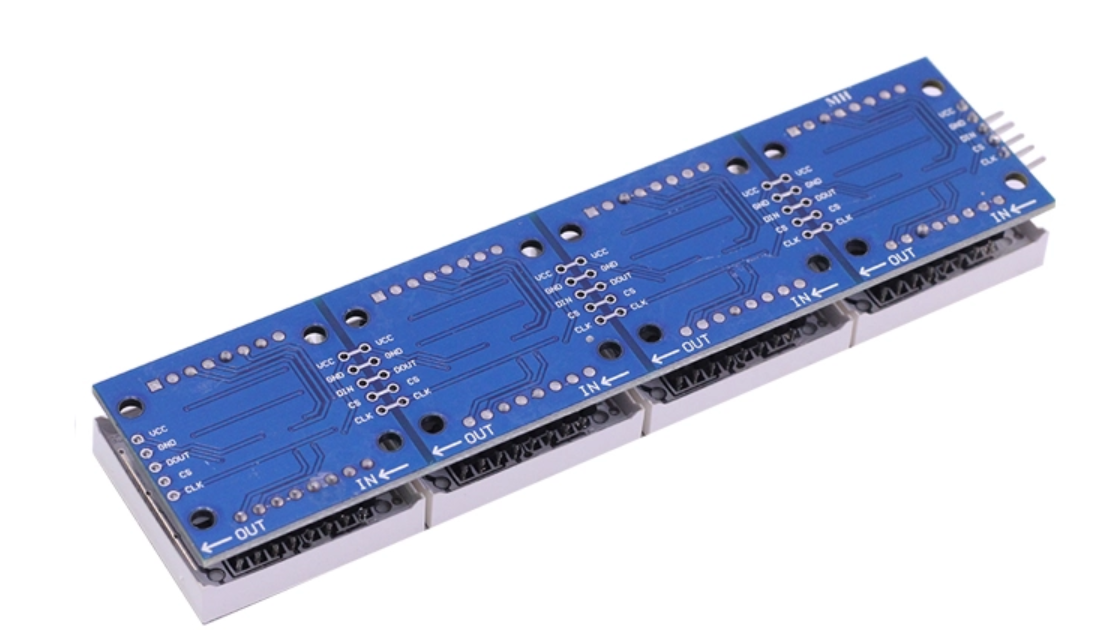 MH
VCC
GND
DIN
CS
CLK
IN
OUT
VCC
GND
DOUT
CS
CLK
VCC
GND
DIN
CS
CLK
IN
OUT
VCC
GND
DOUT
CS
CLK
VCC
GND
DIN
CS
CLK
IN
OUT
VCC
GND
DOUT
CS
CLK
VCC
GND
DIN
CS
CLK
IN
OUT
VCC
GND
DOUT
CS
CLK